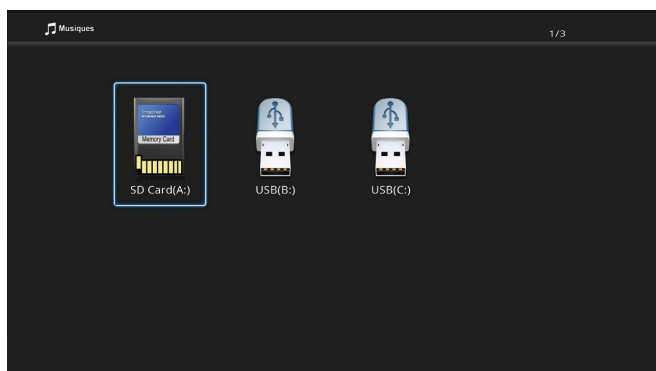 Musiques
1/3
Memory Card
SD Card(A:)
USB(B:)
USB(C:)